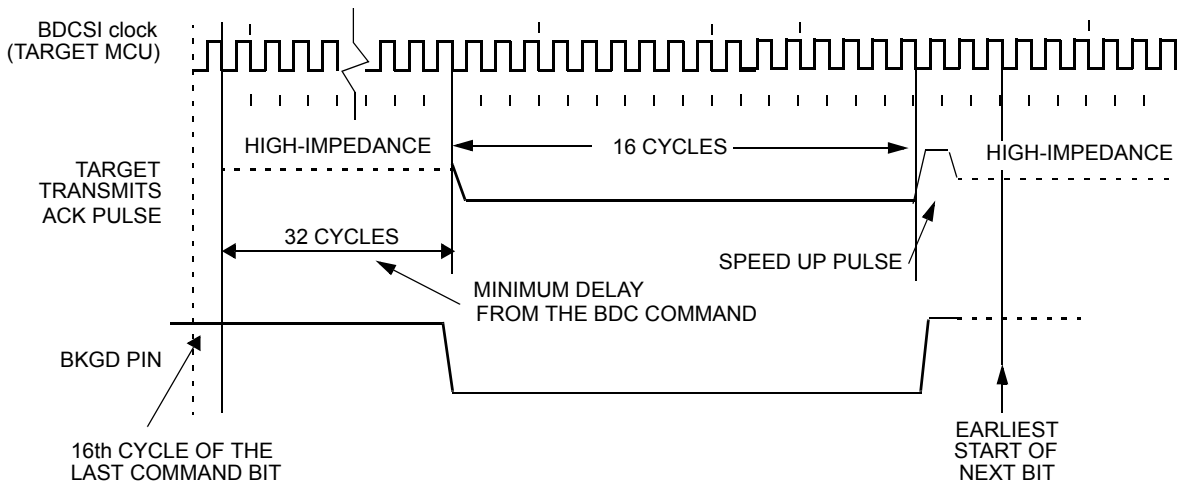 BDCSI clock
(TARGET MCU)
HIGH-IMPEDANCE
16 CYCLES
HIGH-IMPEDANCE
TARGET
TRANSMITS
ACK PULSE
32 CYCLES
SPEED UP PULSE
MINIMUM DELAY
FROM THE BDC COMMAND
BKGD PIN
16th CYCLE OF THE
LAST COMMAND BIT
EARLIEST
START OF
NEXT BIT